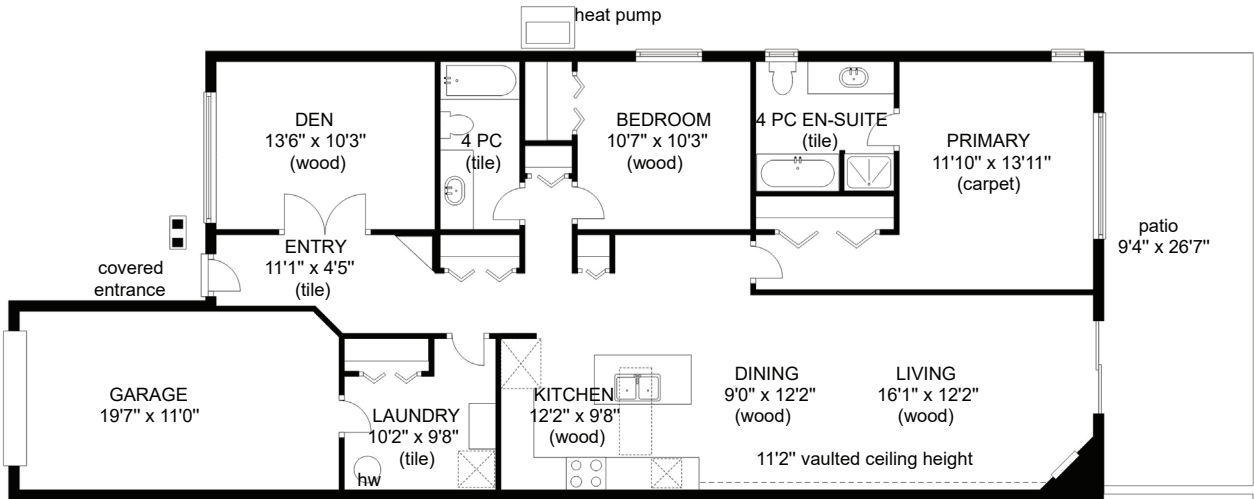 heat pump
DEN
13'6" x 10'3"
(wood)
4 PC
(tile)
BEDROOM
10'7" x 10'3"
(wood)
4 PC EN-SUITE
(tile)
PRIMARY
11'10" x 13'11"
(carpet)
patio
9'4" x 26'7"
ENTRY
11'1" x 4'5"
(tile)
covered
entrance
GARAGE
19'7" x 11'0"
LAUNDRY
10'2" x 9'8"
(tile)
hw
KITCHEN
12'2" x 9'8"
(wood)
DINING
9'0" x 12'2"
(wood)
LIVING
16'1" x 12'2"
(wood)
11'2" vaulted ceiling height